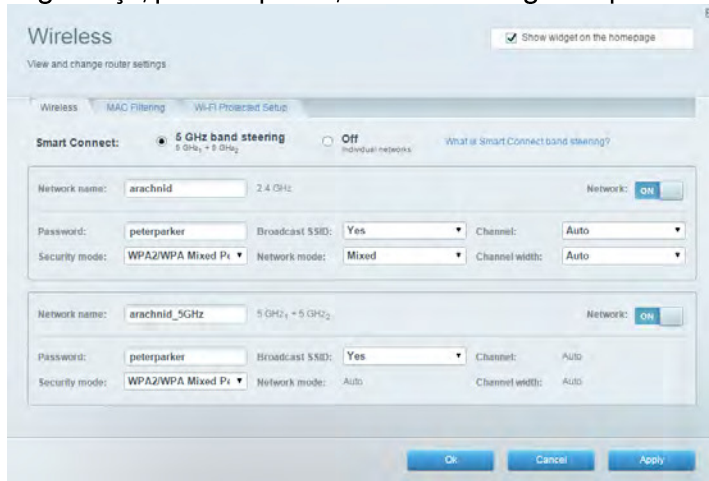 Wireless
Show widget on the homepage
View and change router settings
Wireless MAC Filtering Wi-Fi Protected Setup
Smart Connect: 5 GHz band steering Off What is Smart Connect band steering?
5 GHz1 + 5 GHz2 Individual networks
Network name: arachnid 2.4 GHz Network: ON
Password: peterparker Broadcast SSID: Yes Channel: Auto
Security mode: WPA2/WPA Mixed Network mode: Mixed Channel width: Auto
Network name: arachnid_5GHz 5 GHz1 + 5 GHz2 Network: ON
Password: peterparker Broadcast SSID: Yes Channel: Auto
Security mode: WPA2/WPA Mixed Network mode: Auto Channel width: Auto
Ok Cancel Apply